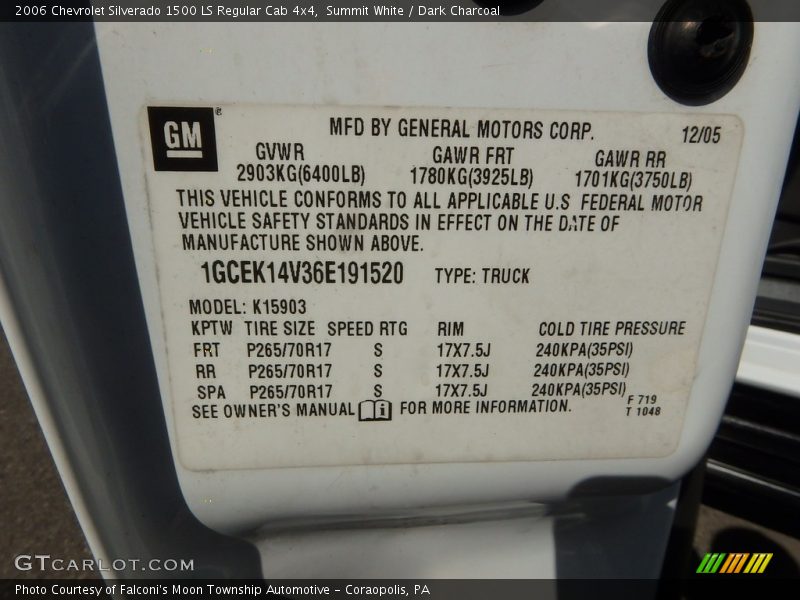 2006 Chevrolet Silverado 1500 LS Regular Cab 4x4, Summit White / Dark Charcoal
GM ®
MFD BY GENERAL MOTORS CORP. 12/05
GVWR GAWR FRT GAWR RR
2903KG(6400LB) 1780KG(3925LB) 1701KG(3750LB)
THIS VEHICLE CONFORMS TO ALL APPLICABLE U.S FEDERAL MOTOR
VEHICLE SAFETY STANDARDS IN EFFECT ON THE DATE OF
MANUFACTURE SHOWN ABOVE.
1GCEK14V36E191520 TYPE: TRUCK
MODEL: K15903
KPTW TIRE SIZE SPEED RTG RIM COLD TIRE PRESSURE
FRT P265/70R17 S 17X7.5J 240KPA(35PSI)
RR P265/70R17 S 17X7.5J 240KPA(35PSI)
SPA P265/70R17 S 17X7.5J 240KPA(35PSI)
SEE OWNER'S MANUAL i FOR MORE INFORMATION.
F 719
T 1048
GTCARLOT.COM
Photo Courtesy of Falconi's Moon Township Automotive - Coraopolis, PA